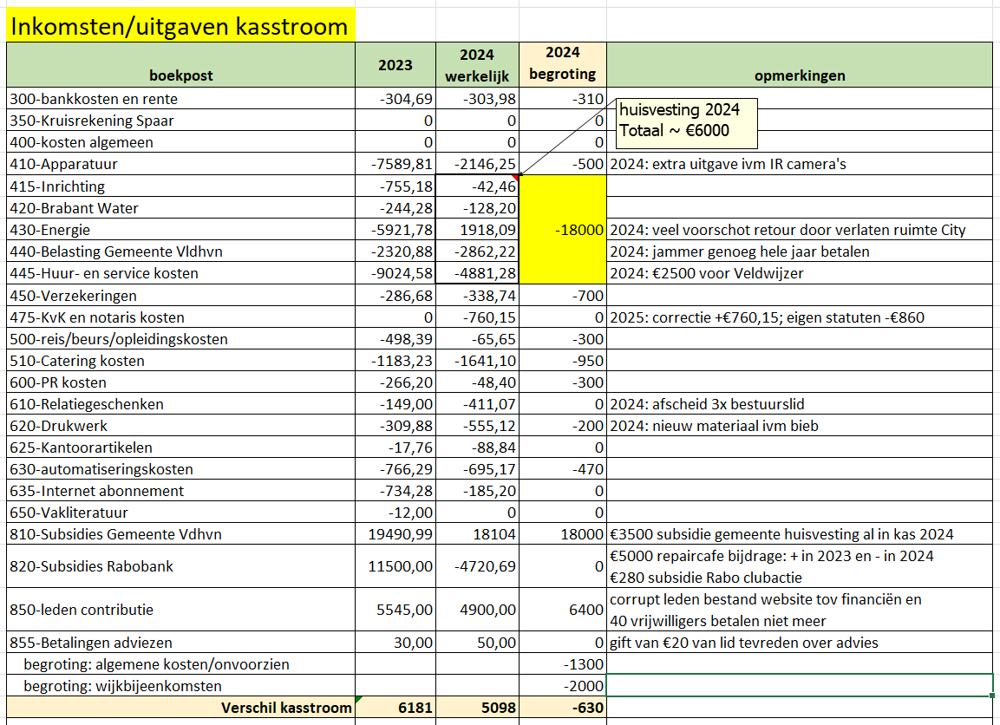 Inkomsten/uitgaven kasstroom
boekpost 2023 2024 werkelijk 2024 begroting opmerkingen
300-bankkosten en rente -304,69 -303,98 -310
huisvesting 2024
Totaal ~ €6000
350-Kruisrekening Spaar 0 0 0
400-kosten algemeen 0 0 0
410-Apparatuur -7589,81 -2146,25 -500 2024: extra uitgave ivm IR camera's
415-Inrichting -755,18 -42,46
420-Brabant Water -244,28 -128,20
430-Energie -5921,78 1918,09 -18000 2024: veel voorschot retour door verlaten ruimte City
440-Belasting Gemeente Vldhvn -2320,88 -2862,22 2024: jammer genoeg hele jaar betalen
445-Huur- en service kosten -9024,58 -4881,28 2024: €2500 voor Veldwijzer
450-Verzekeringen -286,68 -338,74 -700
475-KvK en notaris kosten 0 -760,15 0 2025: correctie +€760,15; eigen statuten -€860
500-reis/beurs/opleidingskosten -498,39 -65,65 -300
510-Catering kosten -1183,23 -1641,10 -950
600-PR kosten -266,20 -48,40 -300
610-Relatiegeschenken -149,00 -411,07 0 2024: afscheid 3x bestuurslid
620-Drukwerk -309,88 -555,12 -200 2024: nieuw materiaal ivm bieb
625-Kantoorartikelen -17,76 -88,84 0
630-automatiseringskosten -766,29 -695,17 -470
635-Internet abonnement -734,28 -185,20 0
650-Vakliteratuur -12,00 0 0
810-Subsidies Gemeente Vdhvn 19490,99 18104 18000 €3500 subsidie gemeente huisvesting al in kas 2024
820-Subsidies Rabobank 11500,00 -4720,69 0 €5000 repaircafe bijdrage: + in 2023 en - in 2024
€280 subsidie Rabo clubactie
850-leden contributie 5545,00 4900,00 6400 corrupt leden bestand website tov financiën en
40 vrijwilligers betalen niet meer
855-Betalingen adviezen 30,00 50,00 0 gift van €20 van lid tevreden over advies
begroting: algemene kosten/onvoorzien -1300
begroting: wijkbijeenkomsten -2000
Verschil kasstroom 6181 5098 -630